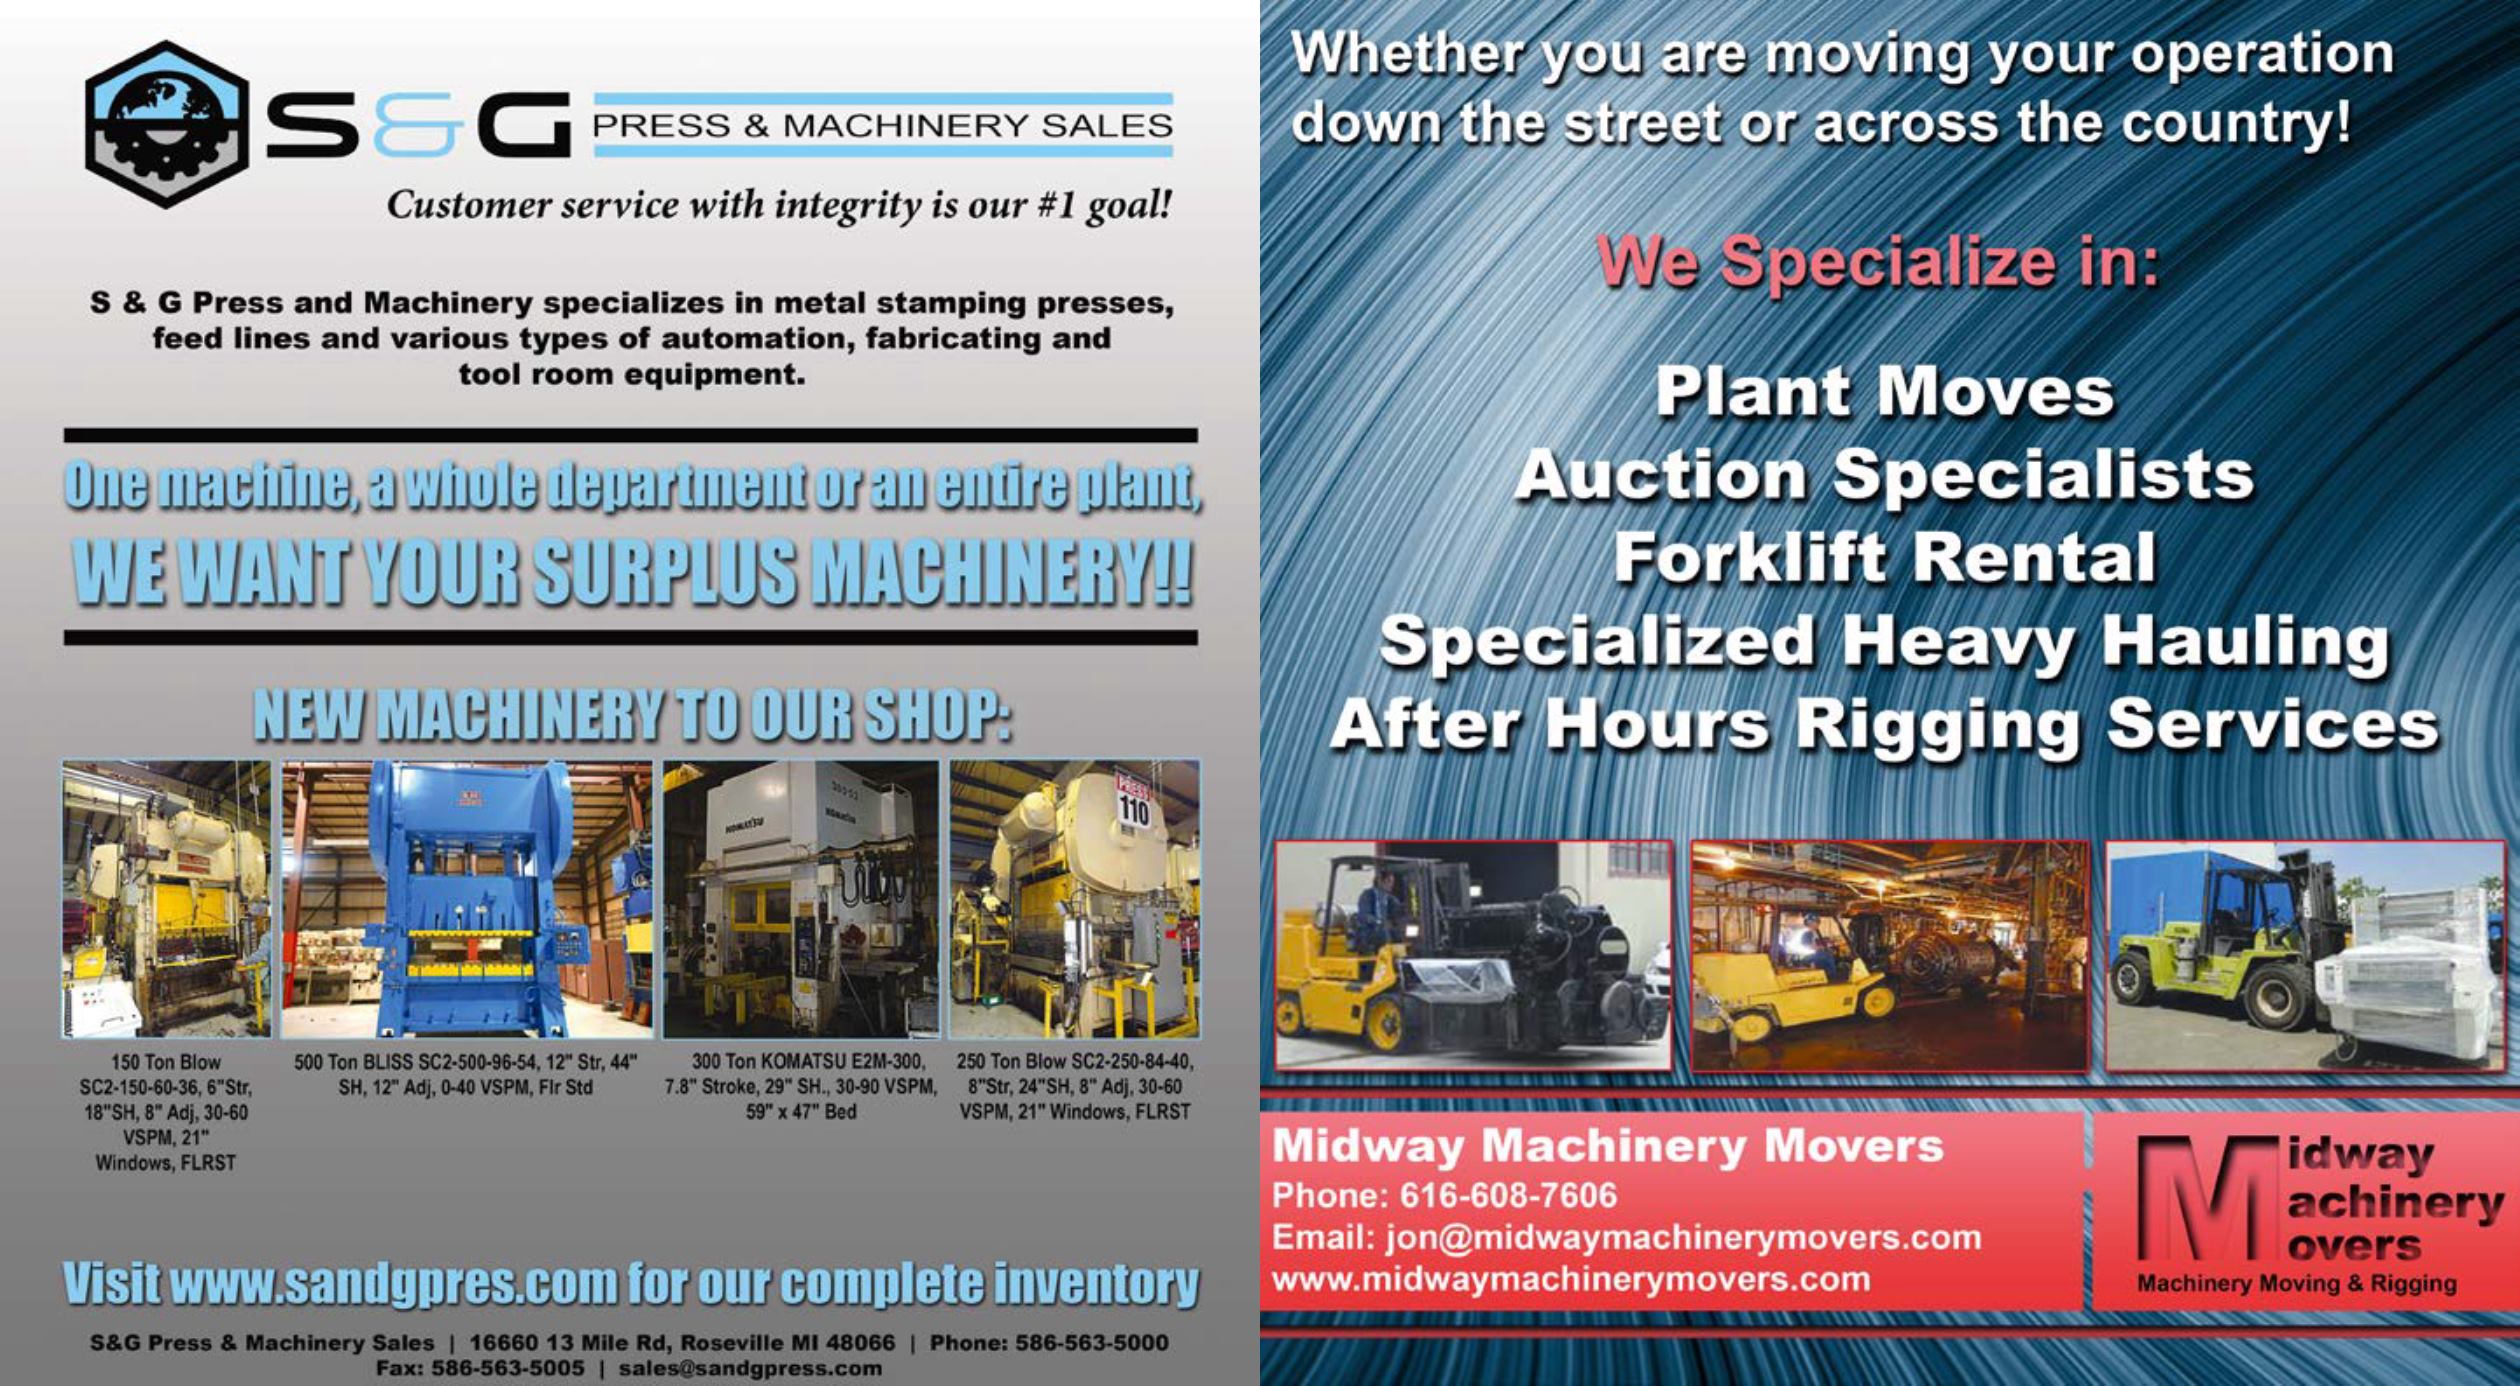 S&G PRESS & MACHINERY SALES
Customer service with integrity is our #1 goal!
S & G Press and Machinery specializes in metal stamping presses,
feed lines and various types of automation, fabricating and
tool room equipment.
One machine, a whole department or an entire plant,
WE WANT YOUR SURPLUS MACHINERY!!
NEW MACHINERY TO OUR SHOP:
KOMATSU
KOMATSU
PRESS
110
150 Ton Blow
SC2-150-60-36, 6"Str,
18"SH, 8" Adj, 30-60
VSPM, 21"
Windows, FLRST
500 Ton BLISS SC2-500-96-54, 12" Str, 44"
SH, 12" Adj, 0-40 VSPM, Flr Std
300 Ton KOMATSU E2M-300,
7.8" Stroke, 29" SH., 30-90 VSPM,
59" x 47" Bed
250 Ton Blow SC2-250-84-40,
8"Str, 24"SH, 8" Adj, 30-60
VSPM, 21" Windows, FLRST
Visit www.sandgpres.com for our complete inventory
S&G Press & Machinery Sales | 16660 13 Mile Rd, Roseville MI 48066 | Phone: 586-563-5000
Fax: 586-563-5005 | sales@sandgpress.com
Whether you are moving your operation
down the street or across the country!
We Specialize in:
Plant Moves
Auction Specialists
Forklift Rental
Specialized Heavy Hauling
After Hours Rigging Services
Midway Machinery Movers
Phone: 616-608-7606
Email: jon@midwaymachinerymovers.com
www.midwaymachinerymovers.com
Midway
achinery
overs
Machinery Moving & Rigging